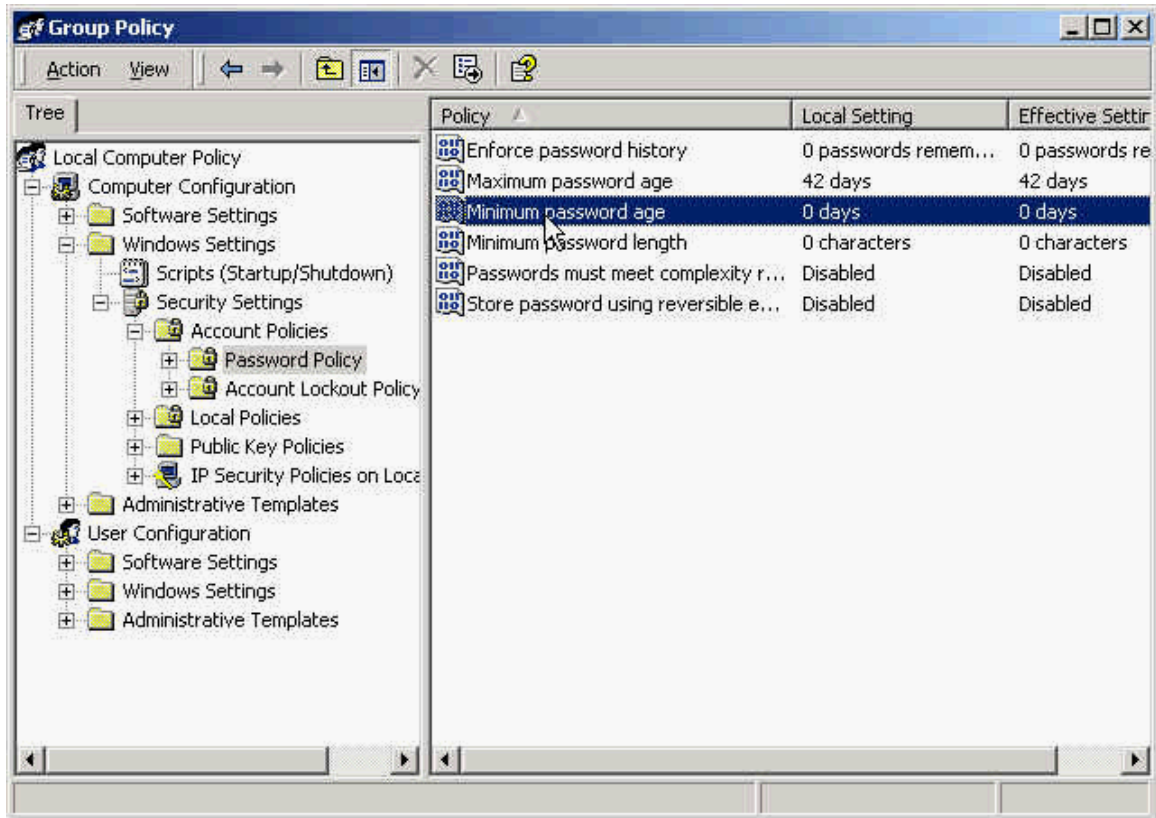 Group Policy
Action View
Tree
Policy Local Setting Effective Settin
Local Computer Policy
Computer Configuration
Software Settings
Windows Settings
Scripts (Startup/Shutdown)
Security Settings
Account Policies
Password Policy
Account Lockout Policy
Local Policies
Public Key Policies
IP Security Policies on Loca
Administrative Templates
User Configuration
Software Settings
Windows Settings
Administrative Templates
Enforce password history 0 passwords remem... 0 passwords re
Maximum password age 42 days 42 days
Minimum password age 0 days 0 days
Minimum password length 0 characters 0 characters
Passwords must meet complexity r... Disabled Disabled
Store password using reversible e... Disabled Disabled